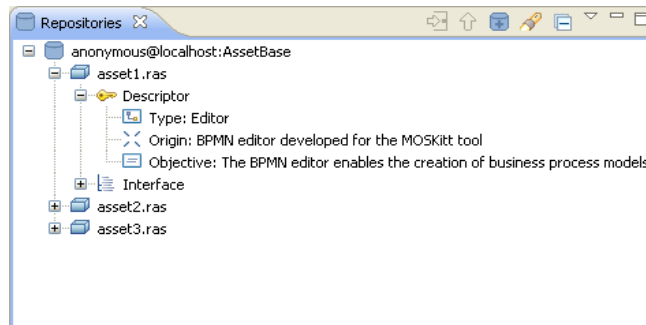 Repositories
anonymous@localhost:AssetBase
asset1.ras
Descriptor
Type: Editor
Origin: BPMN editor developed for the MOSKitt tool
Objective: The BPMN editor enables the creation of business process models
Interface
asset2.ras
asset3.ras